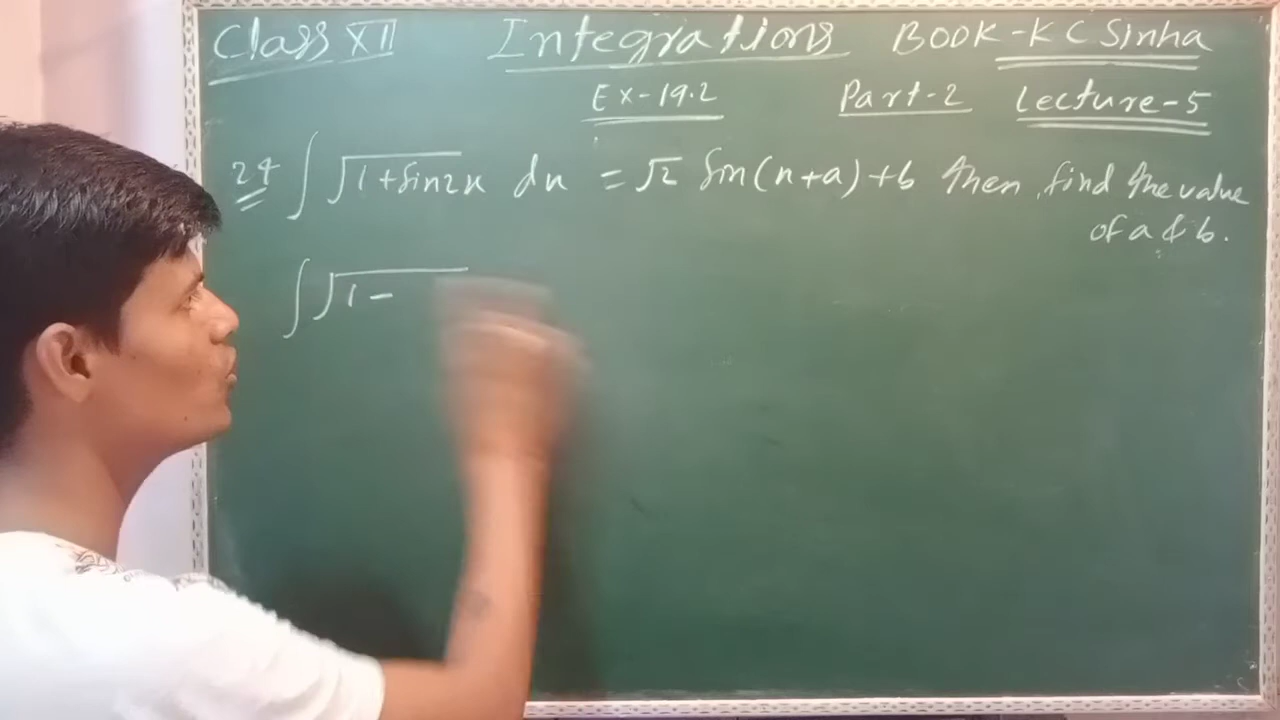 Class XII Integrations BOOK-KC Sinha
Ex-19.2 Part-2 Lecture-5
24 ∫ √1+sin2x dx = √2 Sin(x+a)+b then find the value
of a & b.
∫ √1-